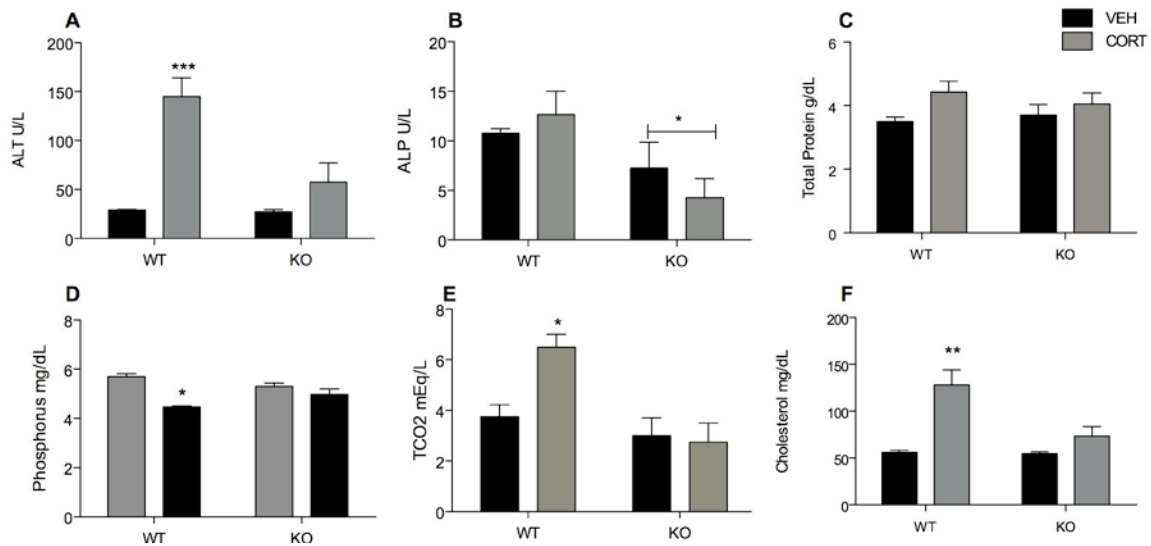 A
ALT U/L
200
150
100
50
0
***
WT
KO
B
ALP U/L
20
15
10
5
0
*
WT
KO
C
Total Protein g/dL
6
4
2
0
WT
KO
VEH
CORT
D
Phosphorus mg/dL
8
6
4
2
0
*
WT
KO
E
TCO2 mEq/L
8
6
4
2
0
*
WT
KO
F
Cholesterol mg/dL
200
150
100
50
0
**
WT
KO